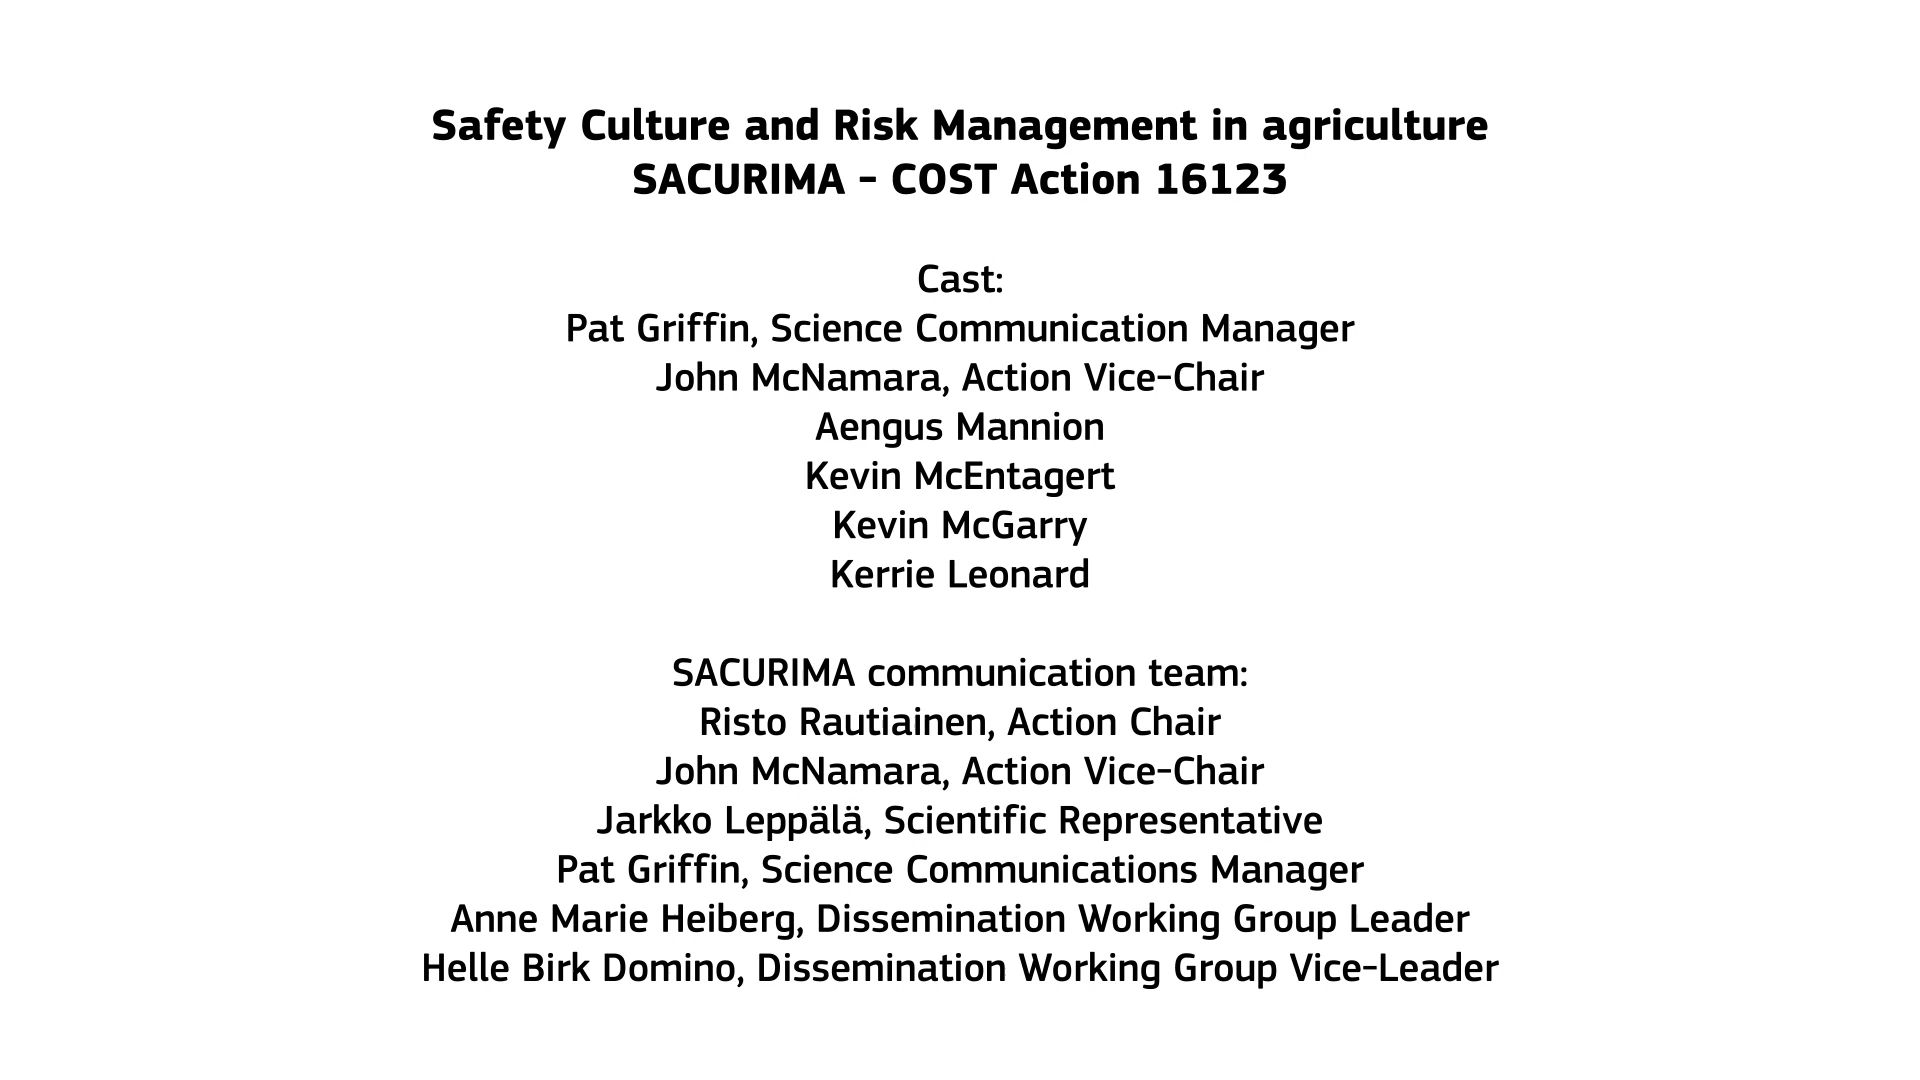 Safety Culture and Risk Management in agriculture
SACURIMA - COST Action 16123
Cast:
Pat Griffin, Science Communication Manager
John McNamara, Action Vice-Chair
Aengus Mannion
Kevin McEntagert
Kevin McGarry
Kerrie Leonard
SACURIMA communication team:
Risto Rautiainen, Action Chair
John McNamara, Action Vice-Chair
Jarkko Leppälä, Scientific Representative
Pat Griffin, Science Communications Manager
Anne Marie Heiberg, Dissemination Working Group Leader
Helle Birk Domino, Dissemination Working Group Vice-Leader